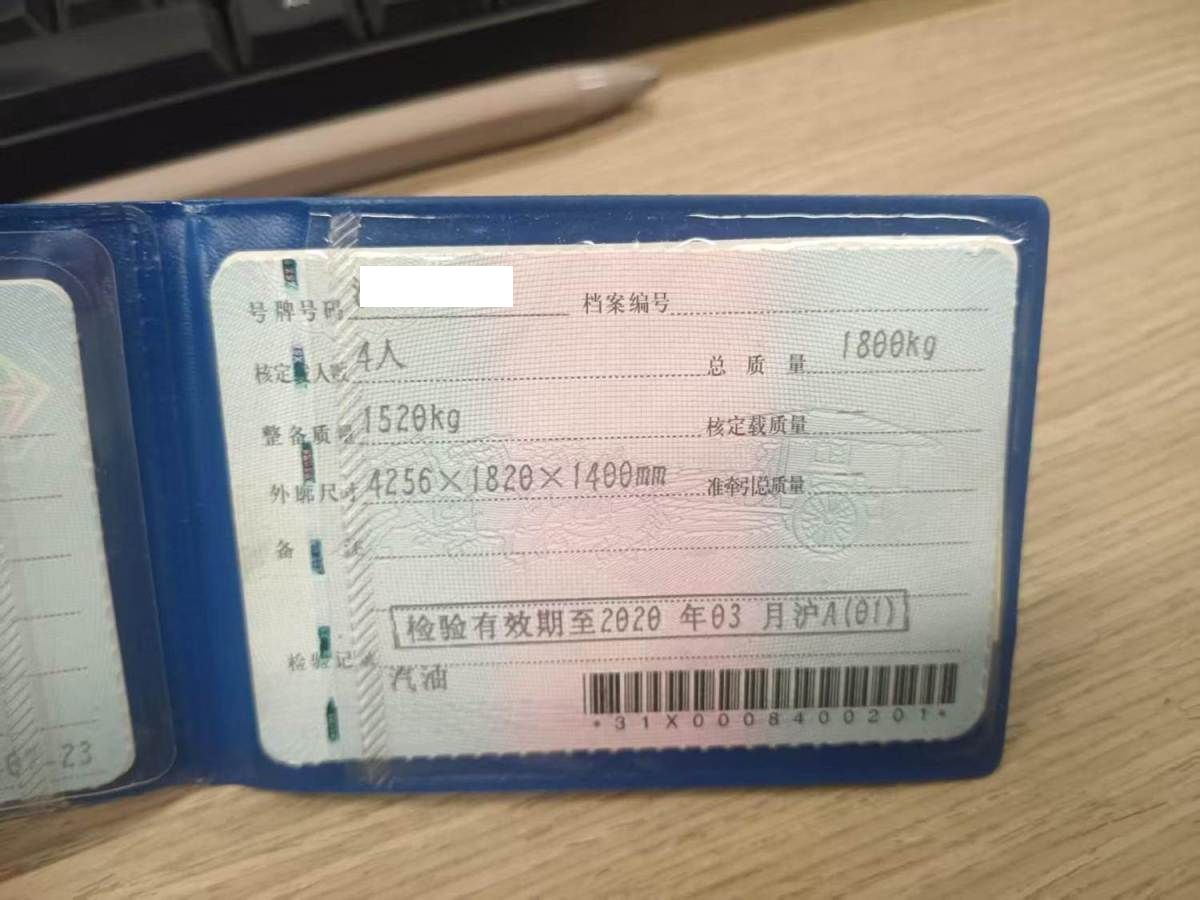 号牌号码 档案编号
核定载人数 4人 总质量 1800kg
整备质量 1520kg 核定载质量
外廓尺寸 4256×1820×1400mm 准牵引总质量
备注
检验有效期至2020年03月沪A(01)
检验记录
汽油
*31X0008400201*
23